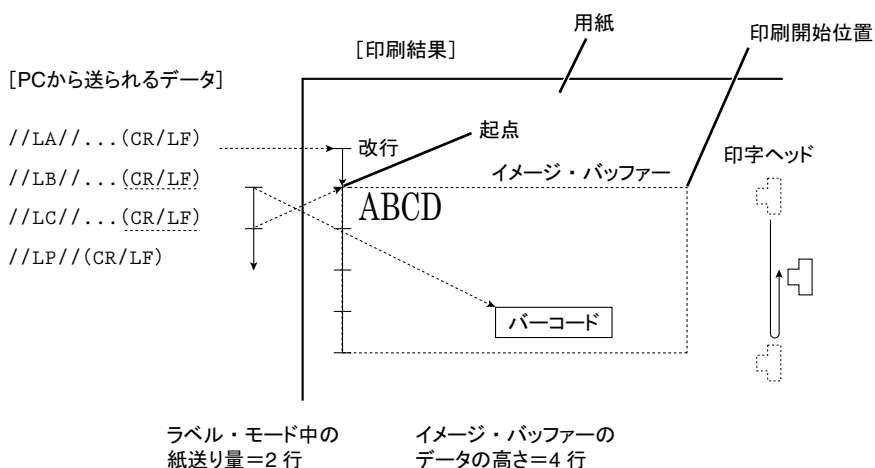 用紙
[印刷結果]
印刷開始位置
[PCから送られるデータ]
起点
//LA//...(CR/LF)
改行
印字ヘッド
//LB//...(CR/LF)
イメージ・バッファー
//LC//...(CR/LF)
ABCD
//LP//(CR/LF)
バーコード
ラベル・モード中の
紙送り量=2 行
イメージ・バッファーの
データの高さ=4 行